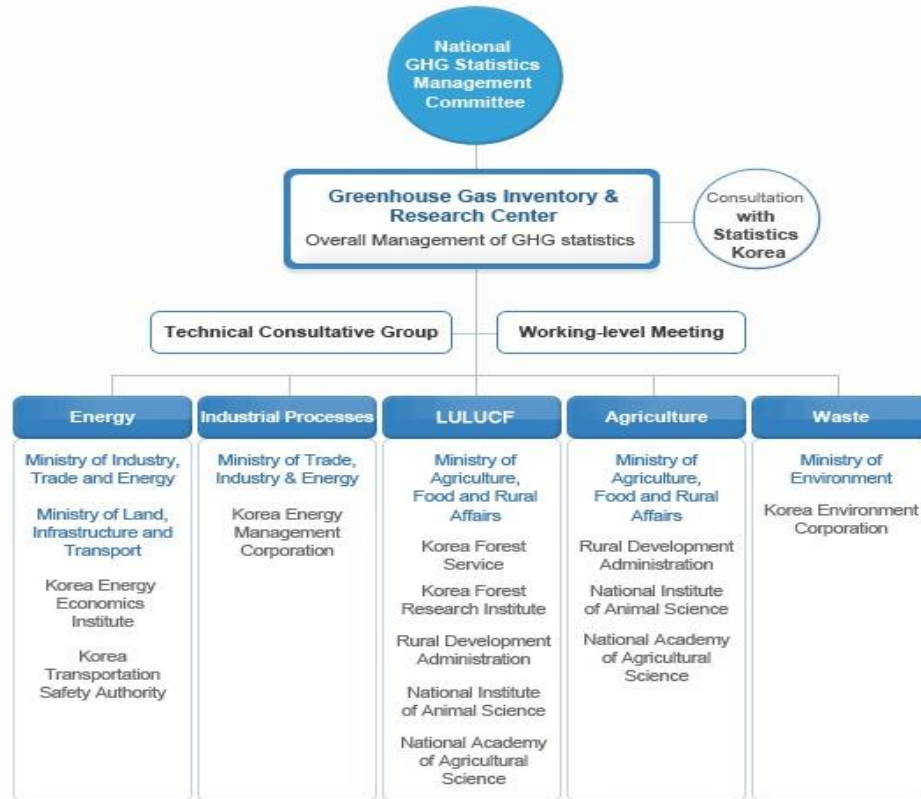 National
GHG Statistics
Management
Committee
Greenhouse Gas Inventory &
Research Center
Overall Management of GHG statistics
Consultation
with
Statistics
Korea
Technical Consultative Group
Working-level Meeting
Energy
Ministry of Industry,
Trade and Energy
Ministry of Land,
Infrastructure and
Transport
Korea Energy
Economics
Institute
Korea
Transportation
Safety Authority
Industrial Processes
Ministry of Trade,
Industry & Energy
Korea Energy
Management
Corporation
LULUCF
Ministry of
Agriculture,
Food and Rural
Affairs
Korea Forest
Service
Korea Forest
Research Institute
Rural Development
Administration
National Institute
of Animal Science
National Academy
of Agricultural
Science
Agriculture
Ministry of
Agriculture,
Food and Rural
Affairs
Rural Development
Administration
National Institute
of Animal Science
National Academy
of Agricultural
Science
Waste
Ministry of
Environment
Korea Environment
Corporation